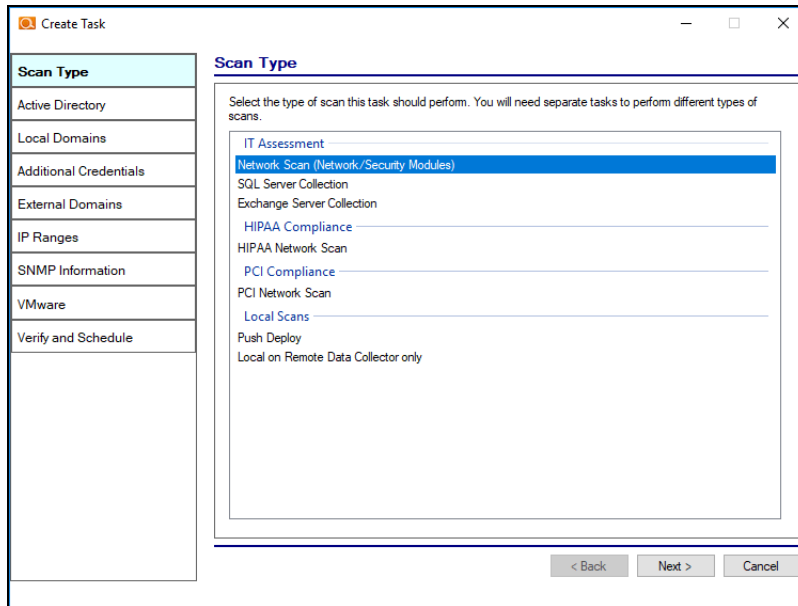 Create Task
Scan Type
Active Directory
Local Domains
Additional Credentials
External Domains
IP Ranges
SNMP Information
VMware
Verify and Schedule
Scan Type
Select the type of scan this task should perform. You will need separate tasks to perform different types of
scans.
IT Assessment
Network Scan (Network/Security Modules)
SQL Server Collection
Exchange Server Collection
HIPAA Compliance
HIPAA Network Scan
PCI Compliance
PCI Network Scan
Local Scans
Push Deploy
Local on Remote Data Collector only
< Back
Next >
Cancel